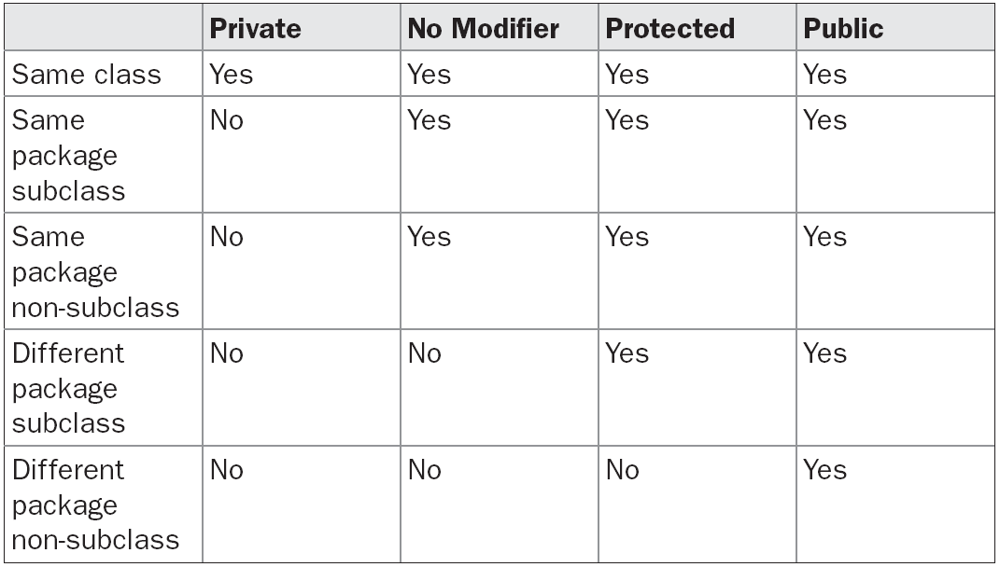 Private No Modifier Protected Public
Same class Yes Yes Yes Yes
Same No Yes Yes Yes
package
subclass
Same No Yes Yes Yes
package
non-subclass
Different No No Yes Yes
package
subclass
Different No No No Yes
package
non-subclass